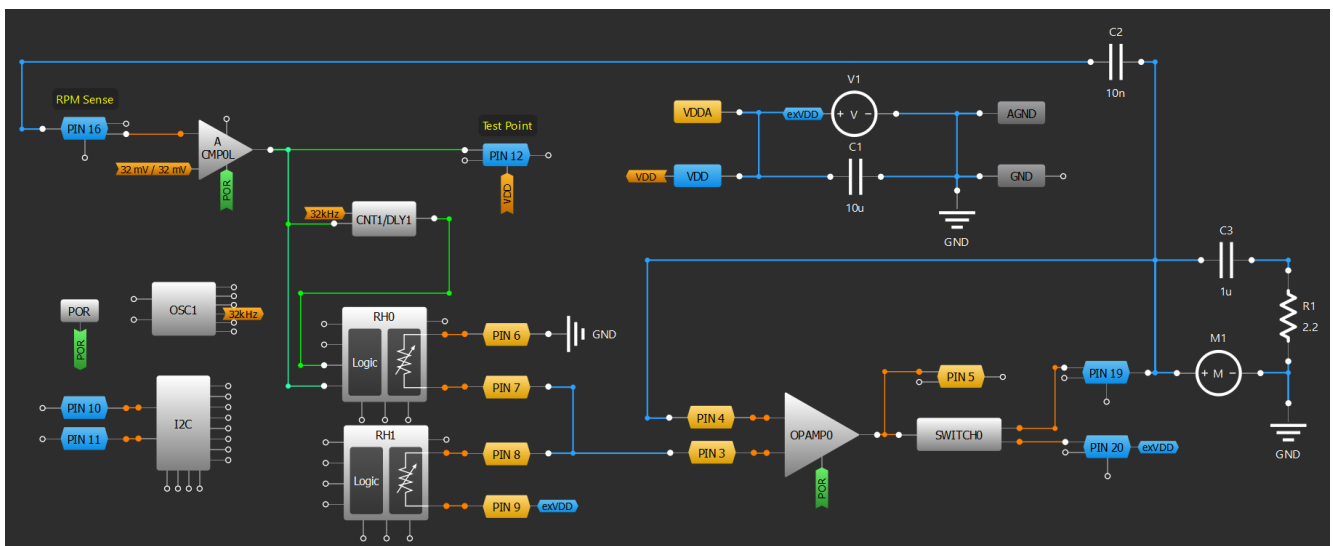 C2
10n
RPM Sense
PIN 16
A
CMP0L
32 mV / 32 mV
POR
Test Point
PIN 12
VDD
V1
VDDA
exVDD
+ V −
AGND
C1
VDD
VDD
10u
GND
GND
32kHz
CNT1/DLY1
C3
1u
R1
2.2
POR
POR
OSC1
32kHz
RH0
Logic
PIN 6
GND
PIN 7
M1
+ M −
GND
PIN 10
PIN 11
I2C
RH1
Logic
PIN 8
PIN 9
exVDD
PIN 4
PIN 3
OPAMP0
POR
PIN 5
SWITCH0
PIN 19
PIN 20
exVDD